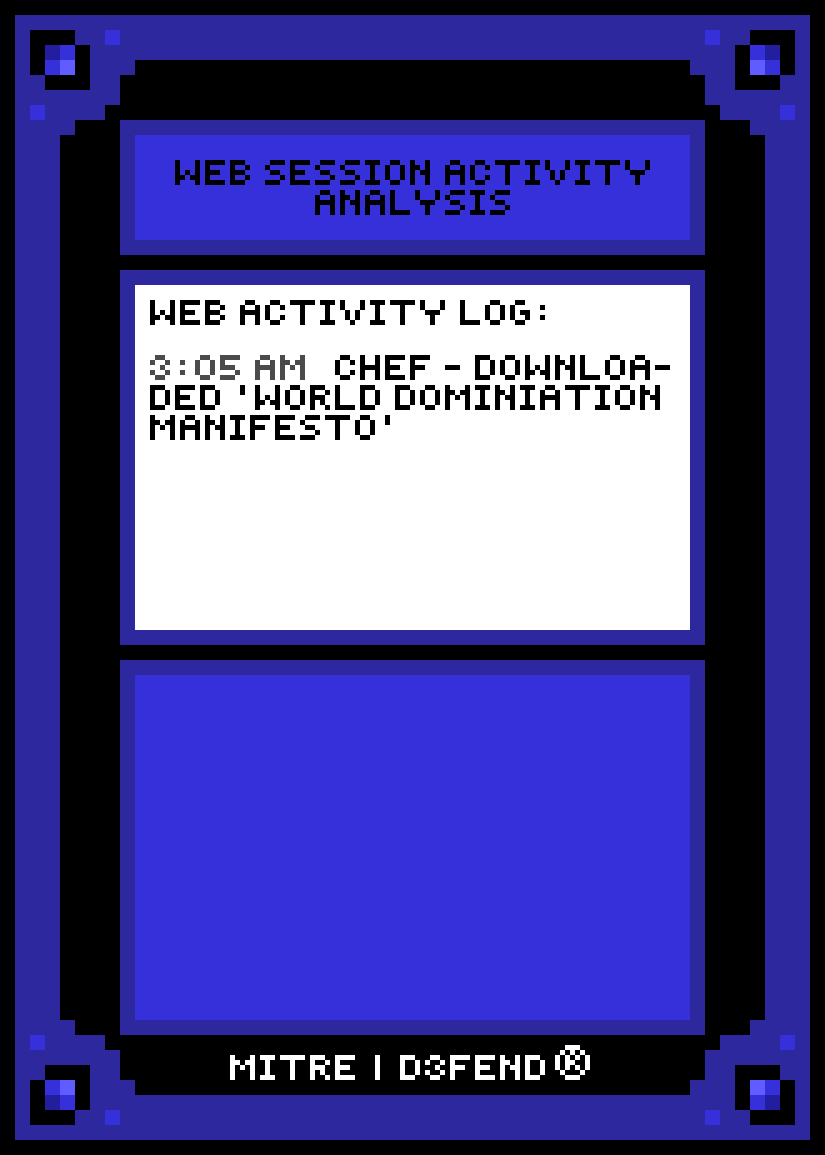 WEB SESSION ACTIVITY
ANALYSIS
WEB ACTIVITY LOG:
3:05 AM CHEF - DOWNLOA-
DED 'WORLD DOMINIATION
MANIFESTO'
MITRE | D3FEND®